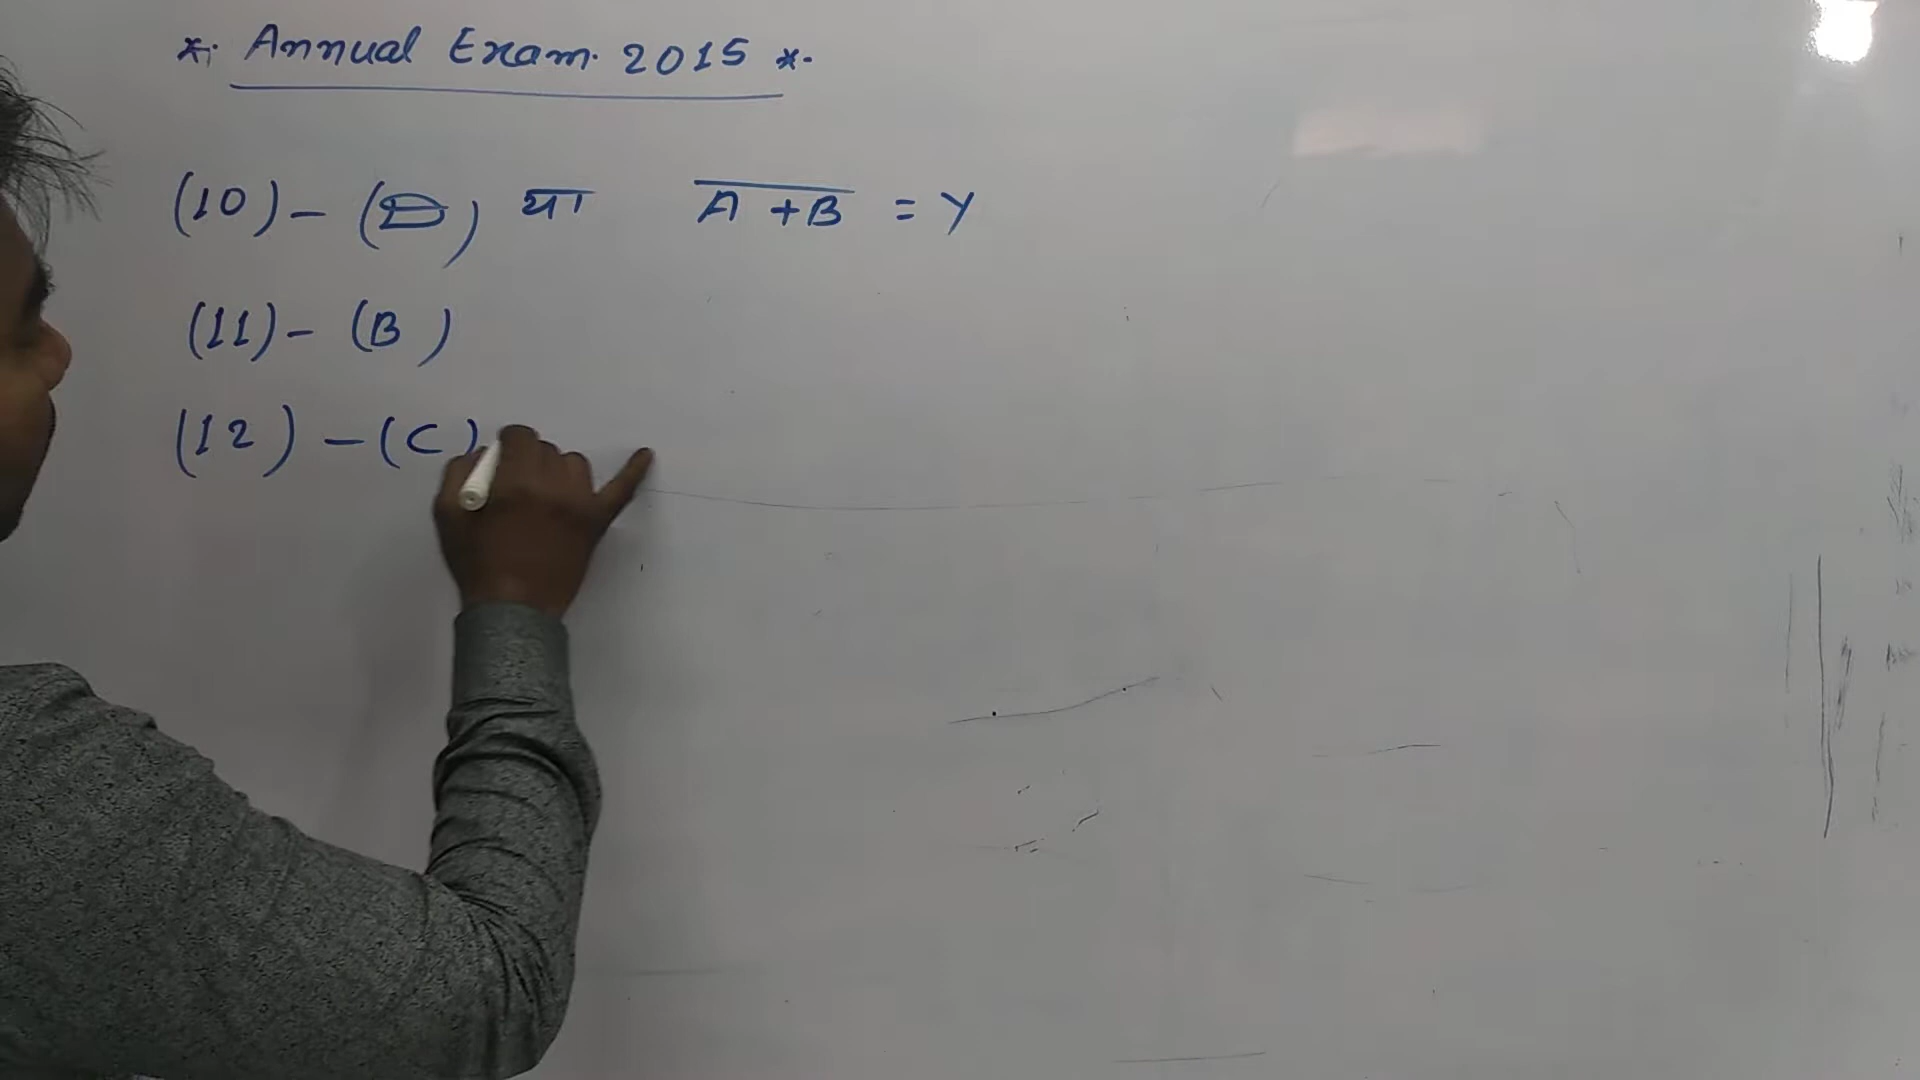 * Annual Exam. 2015 *
(10) - (D) या A̅ ̅+̅B̅ = Y
(11) - (B)
(12) - (C)